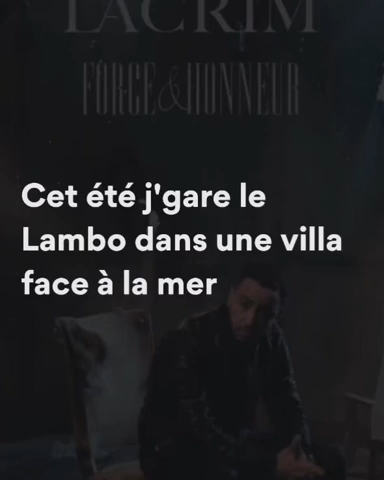 LACRIM
FORCE & HONNEUR
Cet été j'gare le
Lambo dans une villa
face à la mer